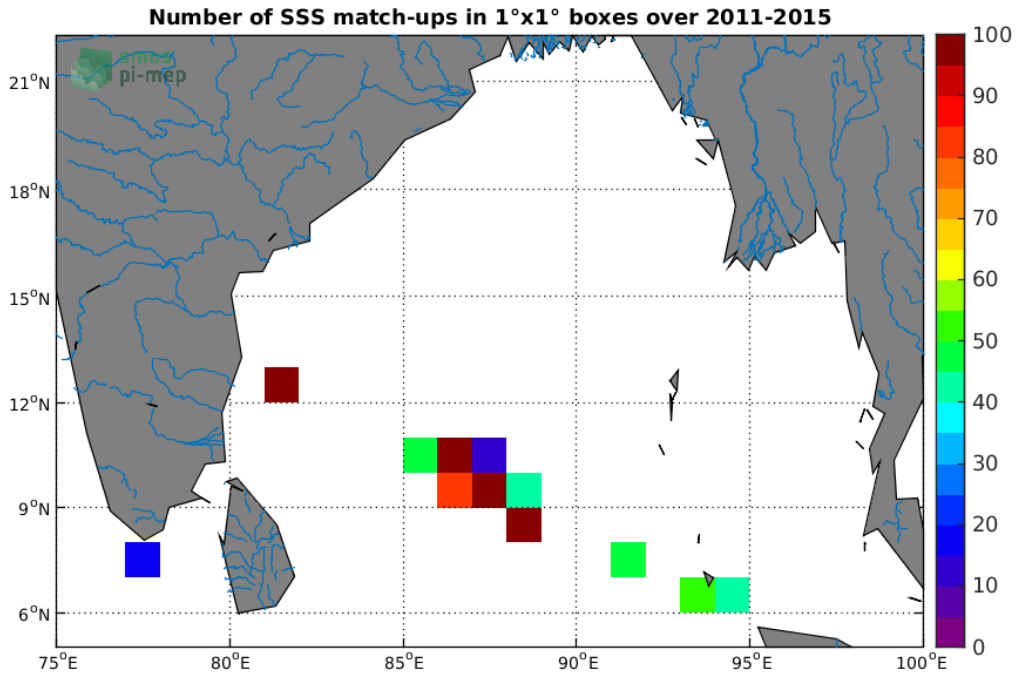 Number of SSS match-ups in 1°x1° boxes over 2011-2015
smos
pi-mep
21°N
18°N
15°N
12°N
9°N
6°N
75°E
80°E
85°E
90°E
95°E
100°E
100
90
80
70
60
50
40
30
20
10
0